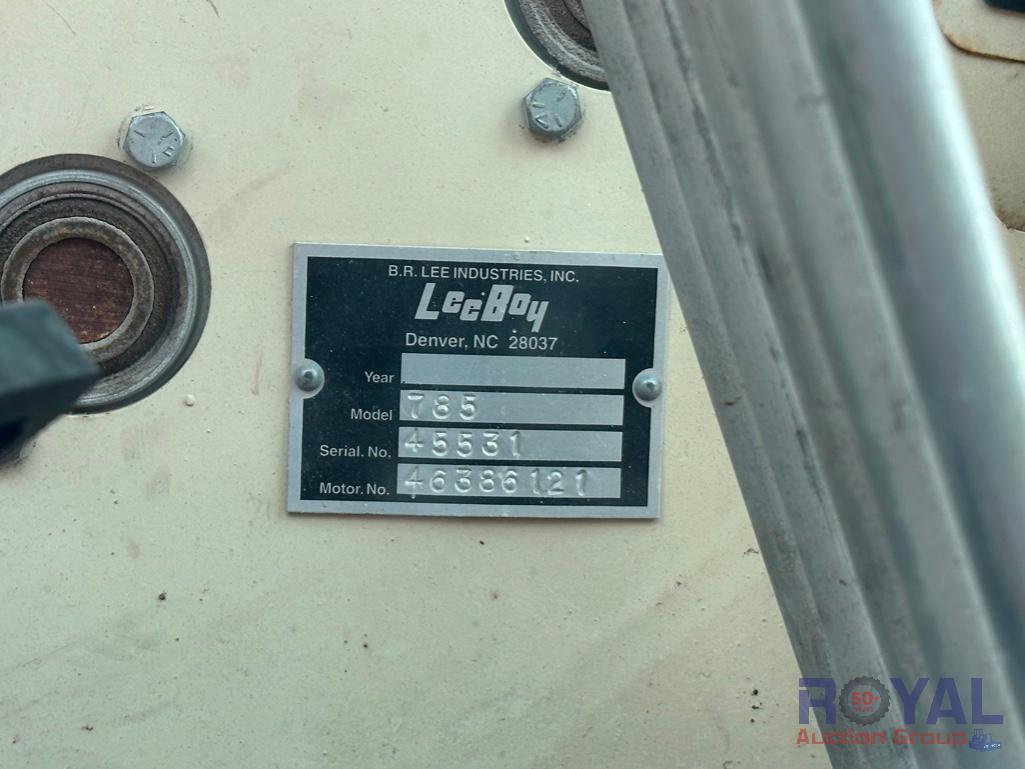 B.R. LEE INDUSTRIES, INC.
LeeBoy
Denver, NC 28037
Year
Model 785
Serial. No. 45531
Motor. No. 46386121
ROYAL
Auction Group